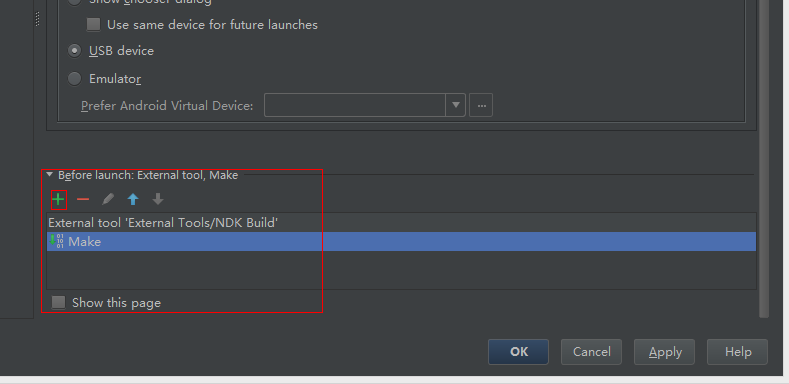 Show chooser dialog
Use same device for future launches
USB device
Emulator
Prefer Android Virtual Device:
...
Before launch: External tool, Make
External tool 'External Tools/NDK Build'
Make
Show this page
OK
Cancel
Apply
Help